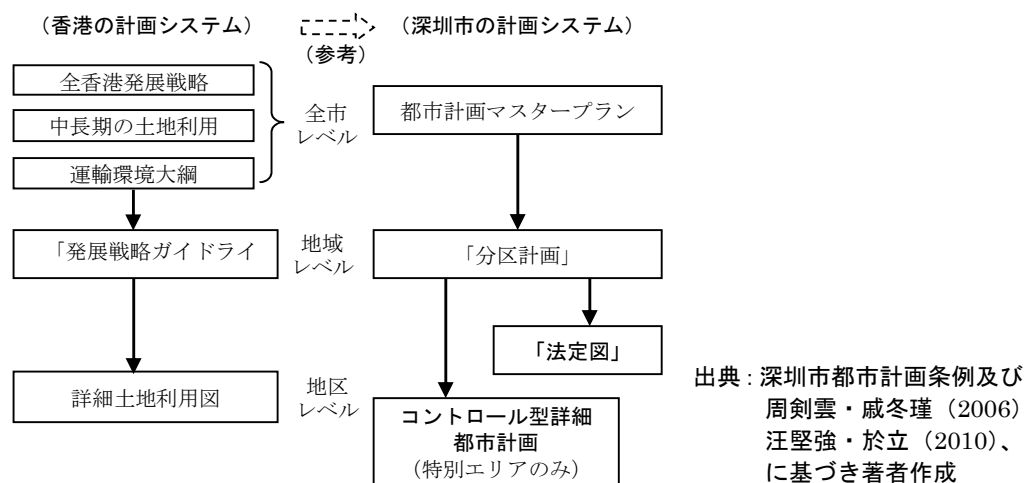 （香港の計画システム）
（参考）
（深圳市の計画システム）
全香港発展戦略
中長期の土地利用
運輸環境大綱
全市
レベル
都市計画マスタープラン
「発展戦略ガイドライ
地域
レベル
「分区計画」
「法定図」
詳細土地利用図
地区
レベル
コントロール型詳細
都市計画
（特別エリアのみ）
出典：深圳市都市計画条例及び
周剣雲・戚冬瑾（2006）
汪堅強・於立（2010）、
に基づき著者作成